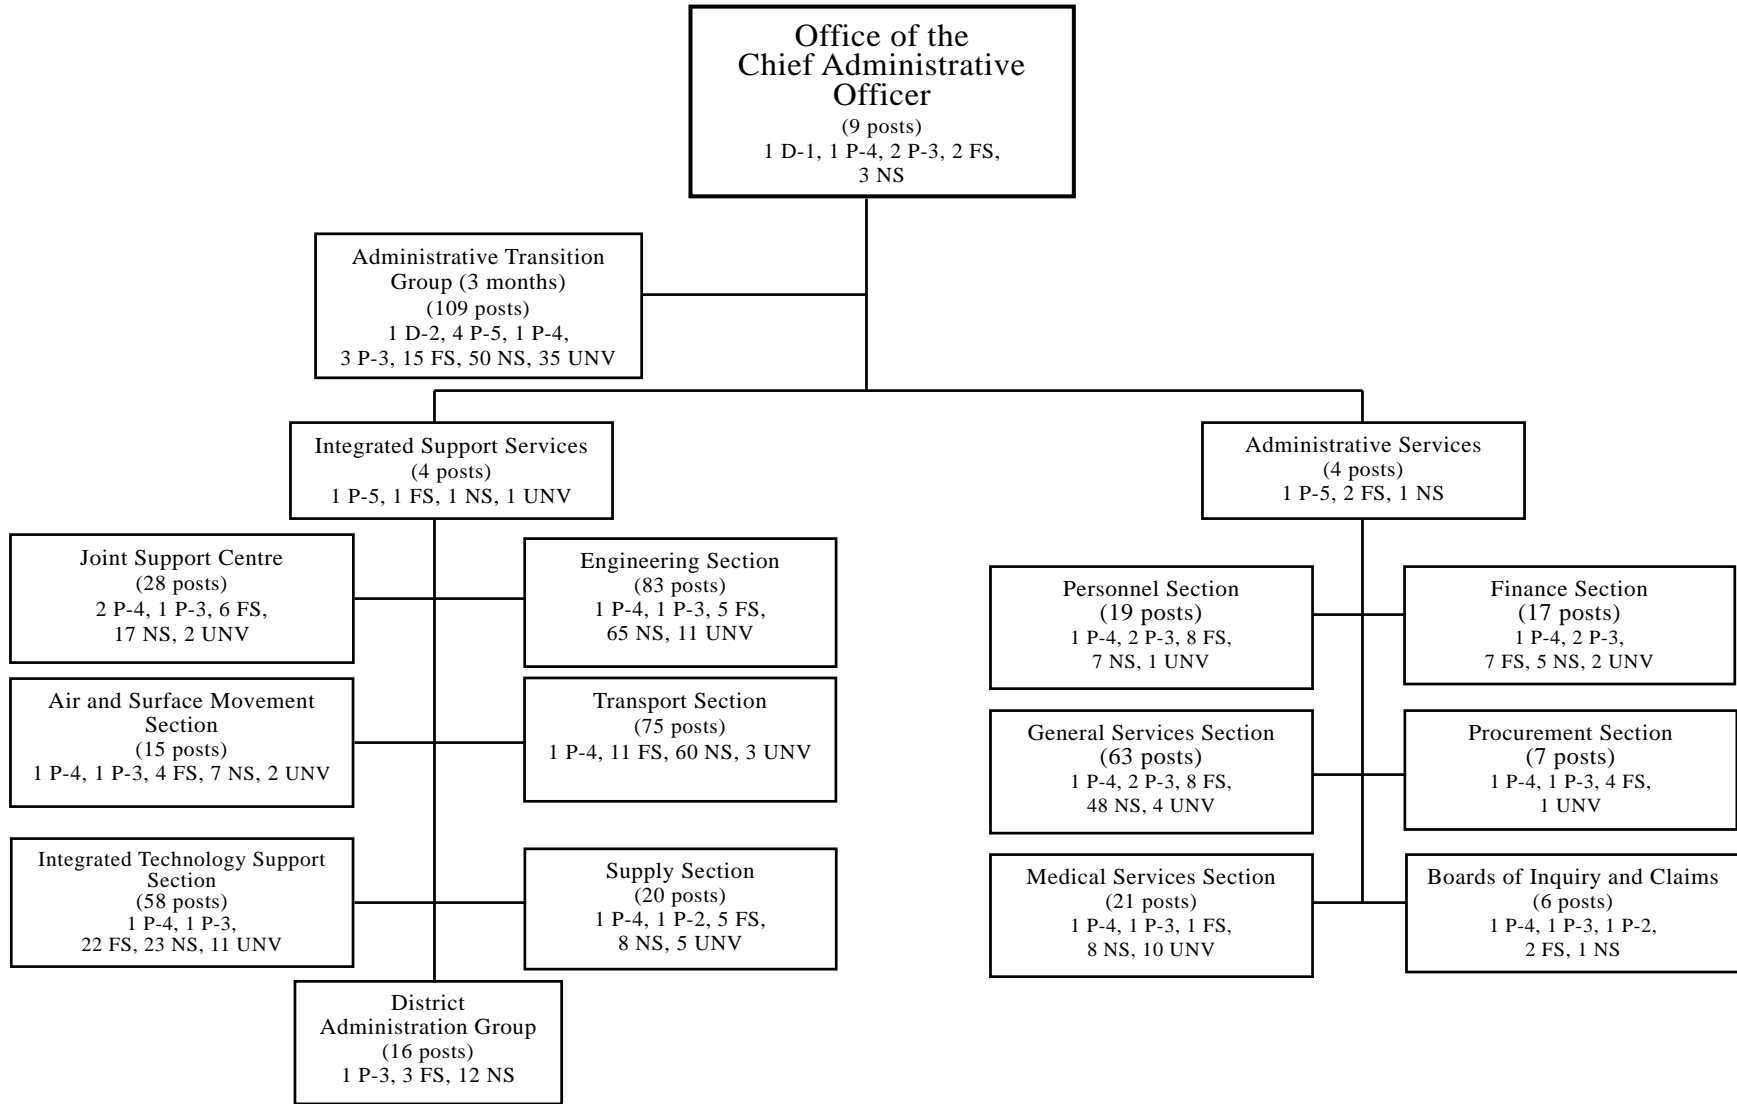 Office of the
Chief Administrative
Officer
(9 posts)
1 D-1, 1 P-4, 2 P-3, 2 FS,
3 NS
Administrative Transition
Group (3 months)
(109 posts)
1 D-2, 4 P-5, 1 P-4,
3 P-3, 15 FS, 50 NS, 35 UNV
Integrated Support Services
(4 posts)
1 P-5, 1 FS, 1 NS, 1 UNV
Administrative Services
(4 posts)
1 P-5, 2 FS, 1 NS
Joint Support Centre
(28 posts)
2 P-4, 1 P-3, 6 FS,
17 NS, 2 UNV
Engineering Section
(83 posts)
1 P-4, 1 P-3, 5 FS,
65 NS, 11 UNV
Personnel Section
(19 posts)
1 P-4, 2 P-3, 8 FS,
7 NS, 1 UNV
Finance Section
(17 posts)
1 P-4, 2 P-3,
7 FS, 5 NS, 2 UNV
Air and Surface Movement
Section
(15 posts)
1 P-4, 1 P-3, 4 FS, 7 NS, 2 UNV
Transport Section
(75 posts)
1 P-4, 11 FS, 60 NS, 3 UNV
General Services Section
(63 posts)
1 P-4, 2 P-3, 8 FS,
48 NS, 4 UNV
Procurement Section
(7 posts)
1 P-4, 1 P-3, 4 FS,
1 UNV
Integrated Technology Support
Section
(58 posts)
1 P-4, 1 P-3,
22 FS, 23 NS, 11 UNV
Supply Section
(20 posts)
1 P-4, 1 P-2, 5 FS,
8 NS, 5 UNV
Medical Services Section
(21 posts)
1 P-4, 1 P-3, 1 FS,
8 NS, 10 UNV
Boards of Inquiry and Claims
(6 posts)
1 P-4, 1 P-3, 1 P-2,
2 FS, 1 NS
District
Administration Group
(16 posts)
1 P-3, 3 FS, 12 NS